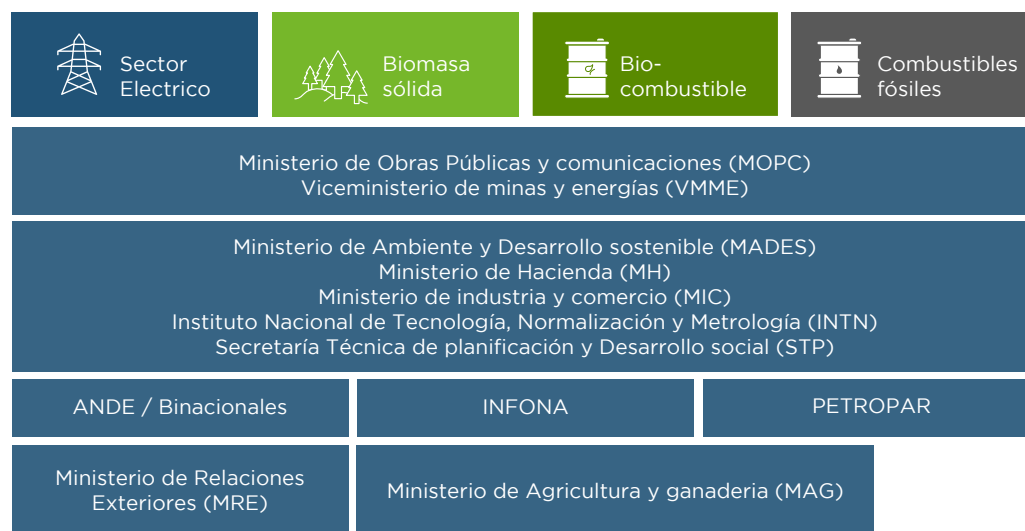 Sector
Electrico
Biomasa
sólida
Bio-
combustible
Combustibles
fósiles
Ministerio de Obras Públicas y comunicaciones (MOPC)
Viceministerio de minas y energías (VMME)
Ministerio de Ambiente y Desarrollo sostenible (MADES)
Ministerio de Hacienda (MH)
Ministerio de industria y comercio (MIC)
Instituto Nacional de Tecnología, Normalización y Metrología (INTN)
Secretaría Técnica de planificación y Desarrollo social (STP)
ANDE / Binacionales
INFONA
PETROPAR
Ministerio de Relaciones
Exteriores (MRE)
Ministerio de Agricultura y ganaderia (MAG)